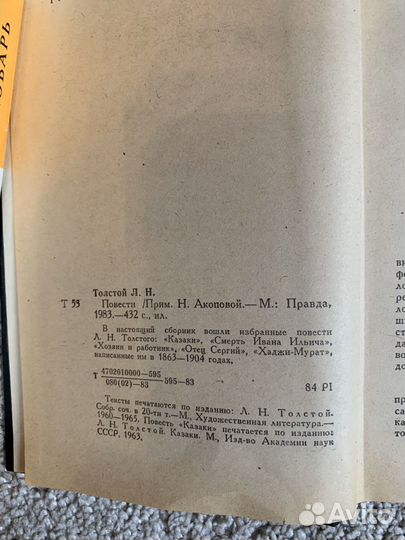 ОБАРЬ
Толстой Л. Н.
Т 53 Повести /Прим. Н. Акоповой.— М.: Правда,
1983.—432 с., ил.
В настоящий сборник вошли избранные повести
Л. Н. Толстого: «Казаки», «Смерть Ивана Ильича»,
«Хозяин и работник», «Отец Сергий», «Хаджи-Мурат»,
написанные им в 1863—1904 годах.
Т 4702010000—595
080(02)—83 595—83
84 Р1
Тексты печатаются по изданию: Л. Н. Толстой.
Собр. соч. в 20-ти т.—М., Художественная литература.—
1960—1965. Повесть «Казаки» печатается по изданию:
Л. Н. Толстой. Казаки. М., Изд-во Академии наук
СССР, 1963.
Avito